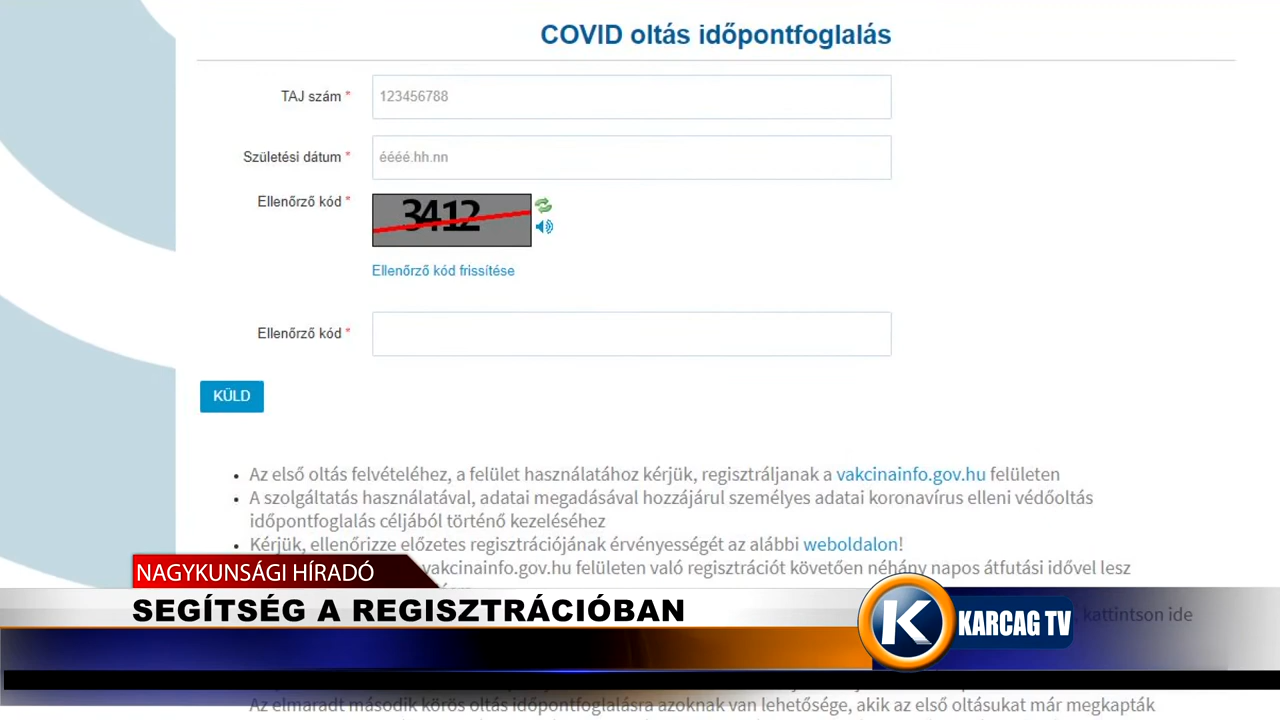 COVID oltás időpontfoglalás
TAJ szám *
123456788
Születési dátum *
éééé.hh.nn
Ellenőrző kód *
3412
Ellenőrző kód frissítése
Ellenőrző kód *
KÜLD
Az első oltás felvételéhez, a felület használatához kérjük, regisztráljanak a vakcinainfo.gov.hu felületen
A szolgáltatás használatával, adatai megadásával hozzájárul személyes adatai koronavírus elleni védőoltás
időpontfoglalás céljából történő kezeléséhez
Kérjük, ellenőrizze előzetes regisztrációjának érvényességét az alábbi weboldalon!
vakcinainfo.gov.hu felületen való regisztrációt követően néhány napos átfutási idővel lesz
NAGYKUNSÁGI HÍRADÓ
SEGÍTSÉG A REGISZTRÁCIÓBAN
kattintson ide
K KARCAG TV
Az elmaradt második körös oltás időpontfoglalásra azoknak van lehetősége, akik az első oltásukat már megkapták